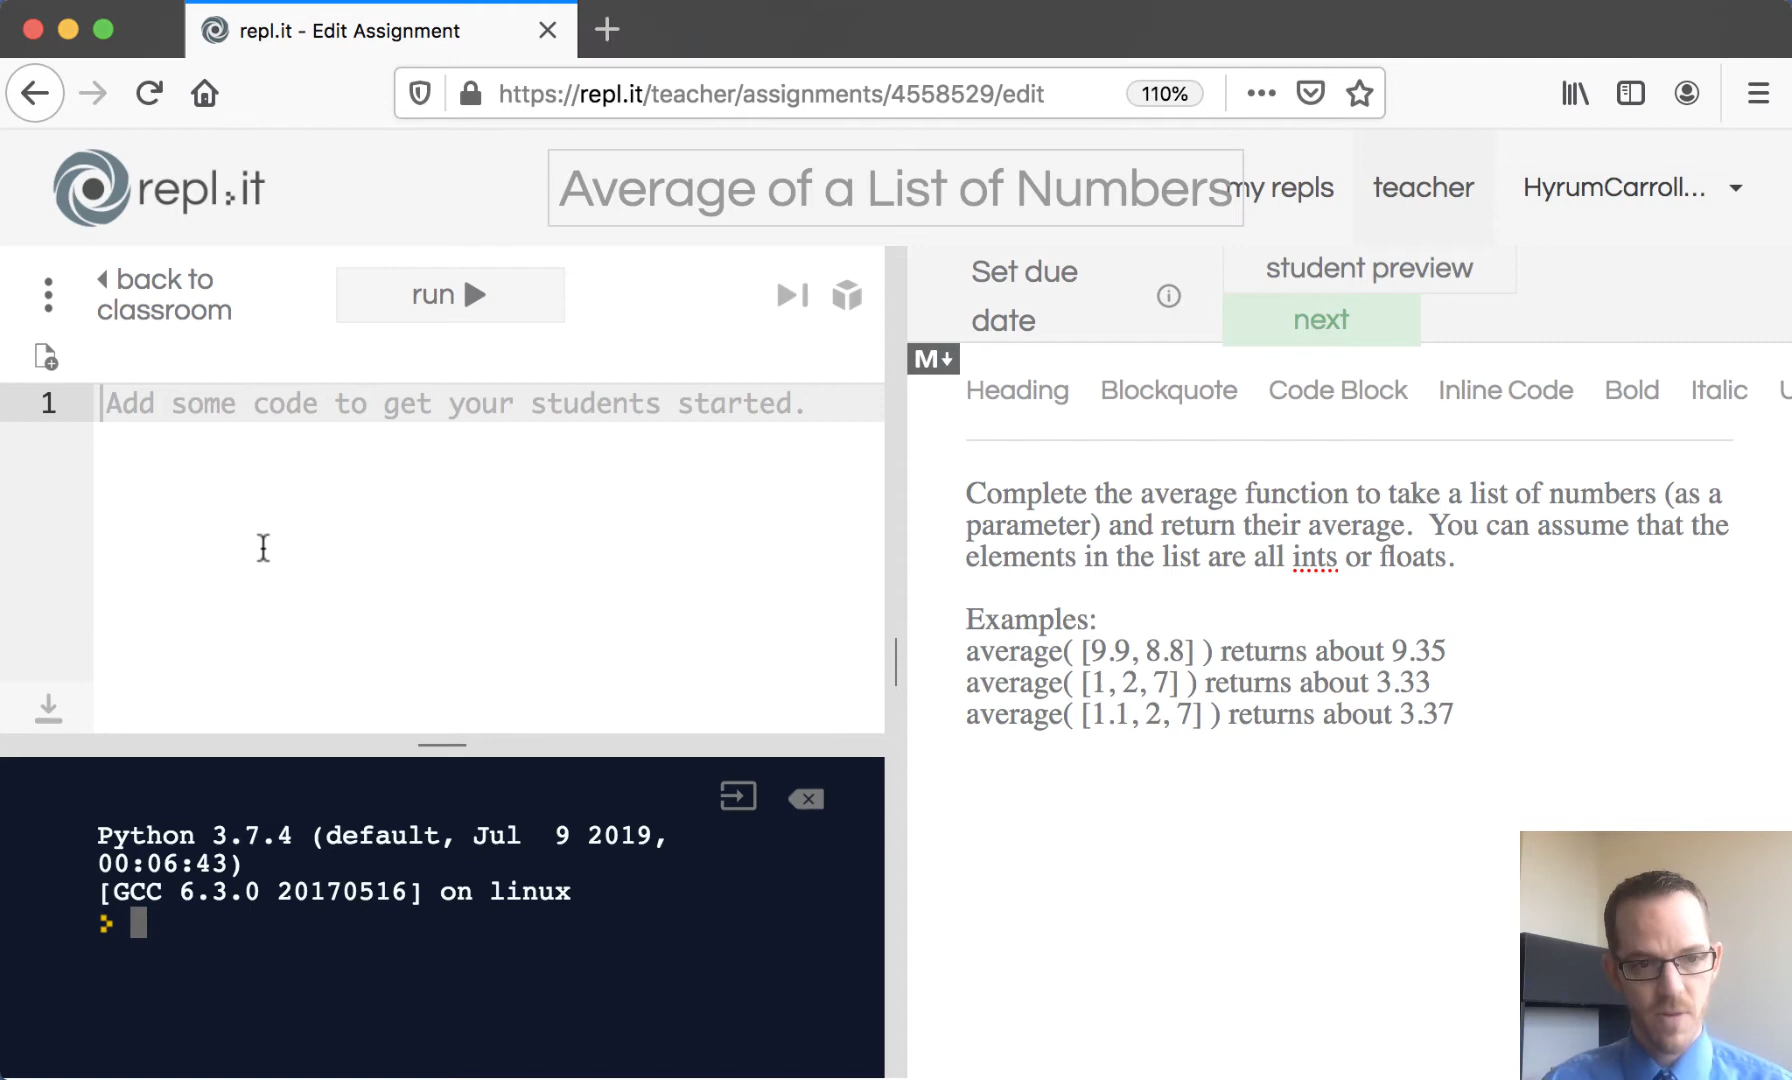 repl.it - Edit Assignment
https://repl.it/teacher/assignments/4558529/edit
110%
repl.it
Average of a List of Numbers
my repls
teacher
HyrumCarroll...
back to
classroom
run
Set due
date
student preview
next
M
1
Add some code to get your students started.
Heading
Blockquote
Code Block
Inline Code
Bold
Italic
U
Complete the average function to take a list of numbers (as a
parameter) and return their average. You can assume that the
elements in the list are all ints or floats.
Examples:
average( [9.9, 8.8] ) returns about 9.35
average( [1, 2, 7] ) returns about 3.33
average( [1.1, 2, 7] ) returns about 3.37
Python 3.7.4 (default, Jul  9 2019,
00:06:43)
[GCC 6.3.0 20170516] on linux